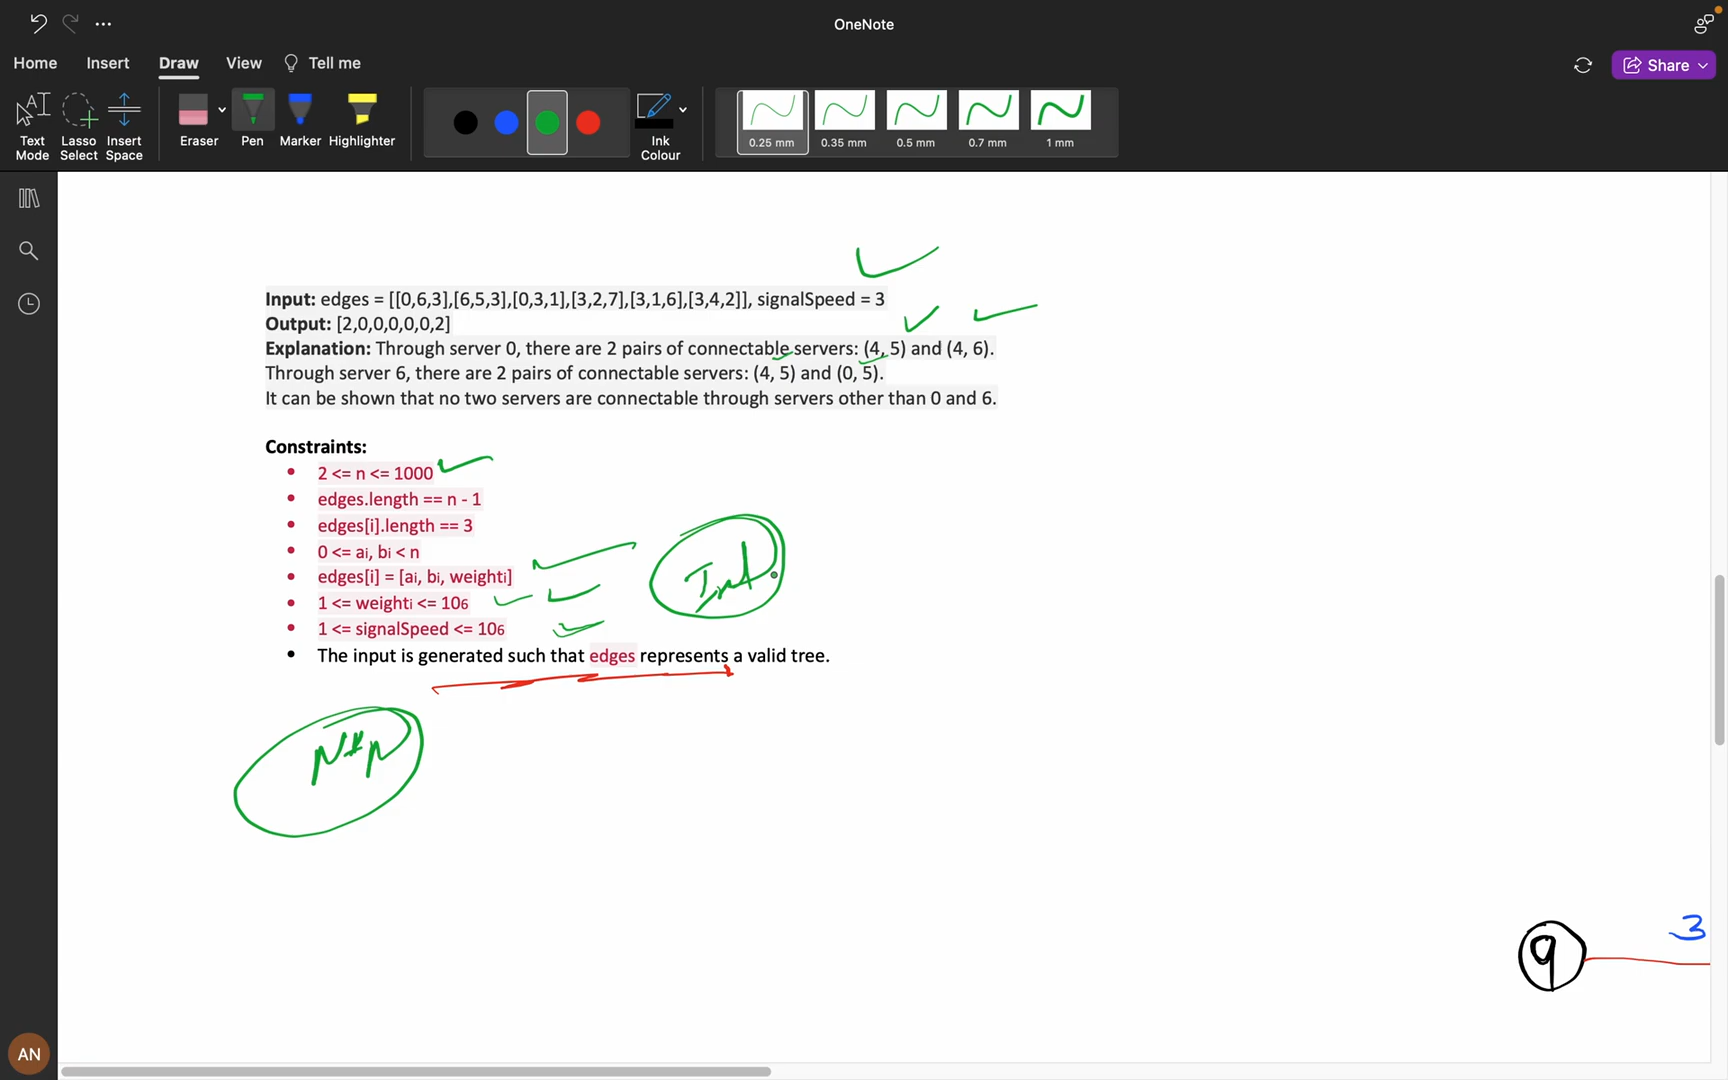 OneNote
Home Insert Draw View Tell me
Share
Text Mode
Lasso Select
Insert Space
Eraser
Pen
Marker
Highlighter
Ink Colour
0.25 mm
0.35 mm
0.5 mm
0.7 mm
1 mm
Input: edges = [[0,6,3],[6,5,3],[0,3,1],[3,2,7],[3,1,6],[3,4,2]], signalSpeed = 3
Output: [2,0,0,0,0,0,2]
Explanation: Through server 0, there are 2 pairs of connectable servers: (4, 5) and (4, 6).
Through server 6, there are 2 pairs of connectable servers: (4, 5) and (0, 5).
It can be shown that no two servers are connectable through servers other than 0 and 6.
Constraints:
• 2 <= n <= 1000
• edges.length == n - 1
• edges[i].length == 3
• 0 <= ai, bi < n
• edges[i] = [ai, bi, weighti]
• 1 <= weighti <= 106
• 1 <= signalSpeed <= 106
• The input is generated such that edges represents a valid tree.
Int
N*N
3
9
AN